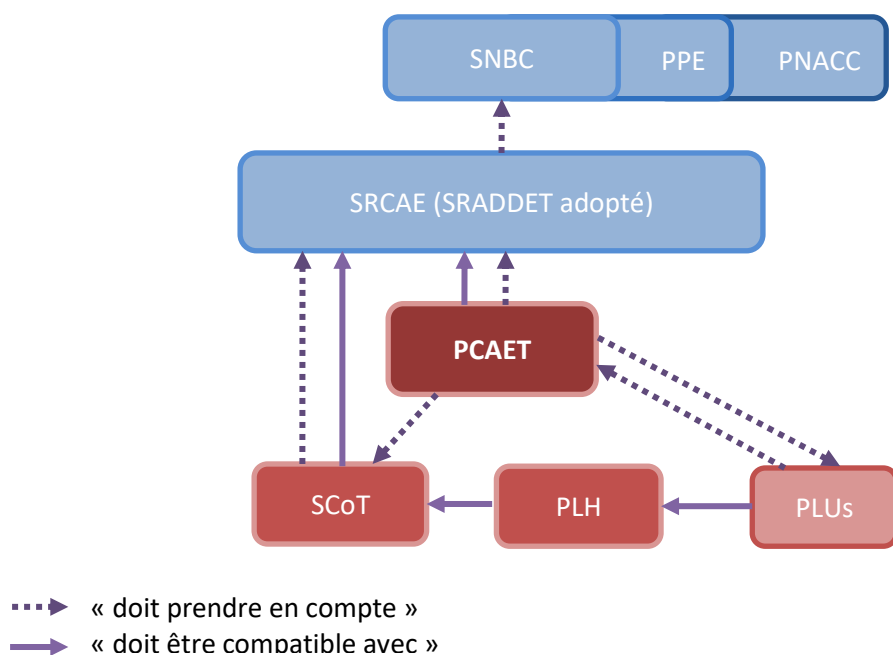 SNBC PPE PNACC
SRCAE (SRADDET adopté)
PCAET
SCoT PLH PLUs
« doit prendre en compte »
« doit être compatible avec »